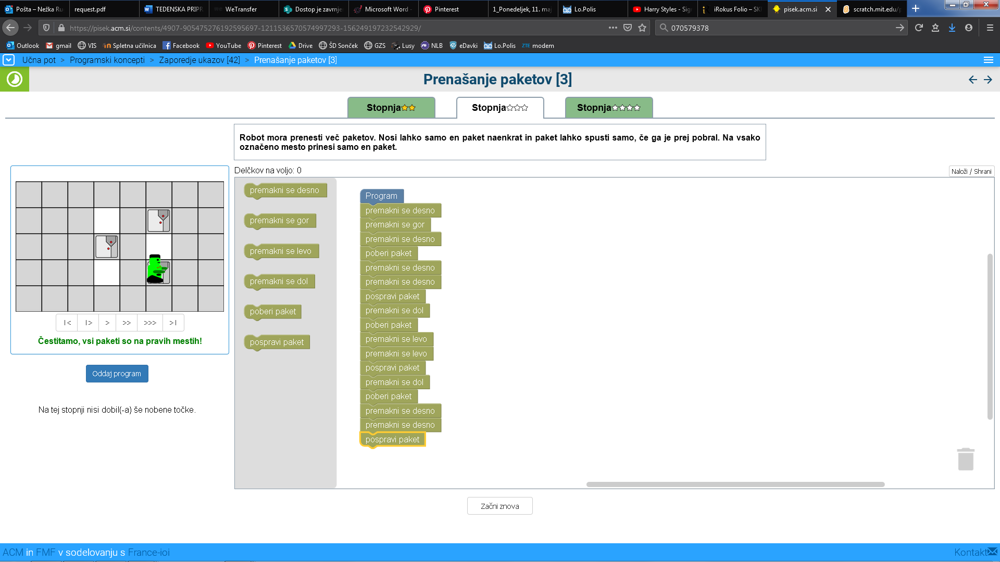 Pošta – Nežka Ru
request.pdf
TEDENSKA PRIPR
WeTransfer
Dostop je zavrnje
Microsoft Word -
Pinterest
1_Ponedeljek, 11. maj
Lo.Polis
Harry Styles - Sig
iRokus Folio – SK
pisek.acm.si
scratch.mit.edu/p
https://pisek.acm.si/contents/4907-905475276192595697-1211536570574997293-156249197232542929/
070579378
Outlook
gmail
VIS
Spletna učilnica
Facebook
YouTube
Pinterest
Drive
ŠD Sonček
GZS
Lusy
NLB
eDavki
Lo.Polis
ZTE modem
Učna pot > Programski koncepti > Zaporedje ukazov [42] > Prenašanje paketov [3]
Prenašanje paketov [3]
Stopnja
Stopnja
Stopnja
Robot mora prenesti več paketov. Nosi lahko samo en paket naenkrat in paket lahko spusti samo, če ga je prej pobral. Na vsako
označeno mesto prinesi samo en paket.
Delčkov na voljo: 0
Naloži / Shrani
premakni se desno
premakni se gor
premakni se levo
premakni se dol
poberi paket
pospravi paket
Program
premakni se desno
premakni se gor
premakni se desno
poberi paket
premakni se desno
premakni se desno
pospravi paket
premakni se dol
poberi paket
premakni se levo
premakni se levo
pospravi paket
premakni se dol
poberi paket
premakni se desno
premakni se desno
pospravi paket
|< |> > >> >>> >|
Čestitamo, vsi paketi so na pravih mestih!
Oddaj program
Na tej stopnji nisi dobil(-a) še nobene točke.
Začni znova
ACM in FMF v sodelovanju s France-ioi
Kontakt